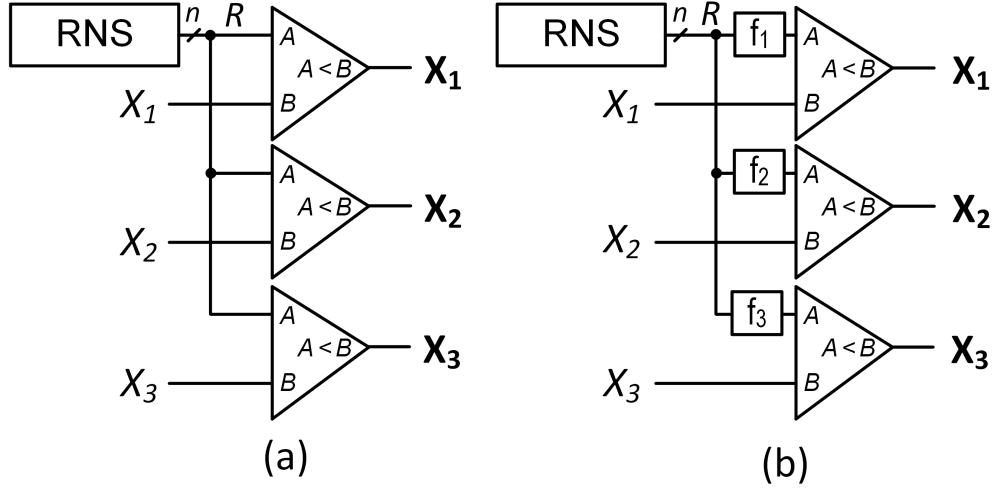 RNS n R A
A < B X₁
X₁ B
A
A < B X₂
X₂ B
A
A < B X₃
X₃ B
(a)
RNS n R f₁ A
A < B X₁
X₁ B
f₂ A
A < B X₂
X₂ B
f₃ A
A < B X₃
X₃ B
(b)